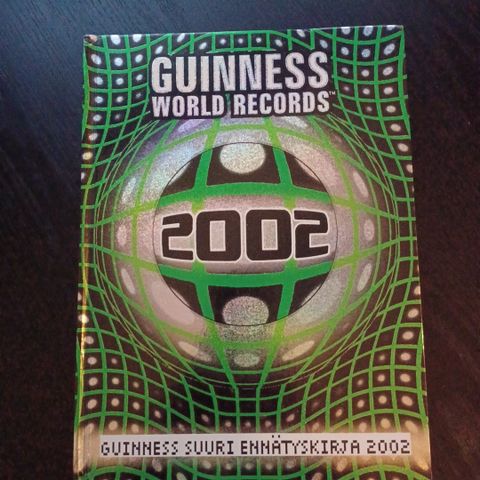 GUINNESS
WORLD RECORDS™
2002
GUINNESS SUURI ENNÄTYSKIRJA 2002